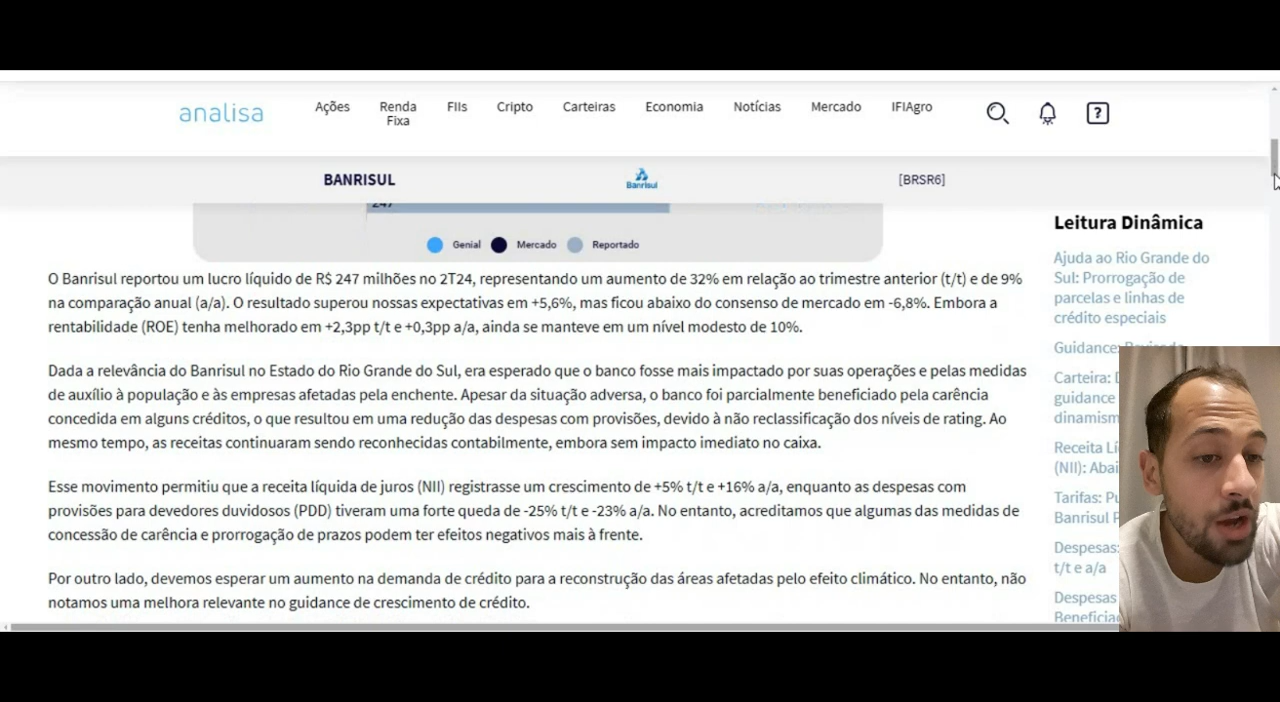 analisa
Ações
Renda
Fixa
FIIs
Cripto
Carteiras
Economia
Notícias
Mercado
IFIAgro
?
BANRISUL
Banrisul
[BRSR6]
247
Genial
Mercado
Reportado
O Banrisul reportou um lucro líquido de R$ 247 milhões no 2T24, representando um aumento de 32% em relação ao trimestre anterior (t/t) e de 9%
na comparação anual (a/a). O resultado superou nossas expectativas em +5,6%, mas ficou abaixo do consenso de mercado em -6,8%. Embora a
rentabilidade (ROE) tenha melhorado em +2,3pp t/t e +0,3pp a/a, ainda se manteve em um nível modesto de 10%.
Dada a relevância do Banrisul no Estado do Rio Grande do Sul, era esperado que o banco fosse mais impactado por suas operações e pelas medidas
de auxílio à população e às empresas afetadas pela enchente. Apesar da situação adversa, o banco foi parcialmente beneficiado pela carência
concedida em alguns créditos, o que resultou em uma redução das despesas com provisões, devido à não reclassificação dos níveis de rating. Ao
mesmo tempo, as receitas continuaram sendo reconhecidas contabilmente, embora sem impacto imediato no caixa.
Esse movimento permitiu que a receita líquida de juros (NII) registrasse um crescimento de +5% t/t e +16% a/a, enquanto as despesas com
provisões para devedores duvidosos (PDD) tiveram uma forte queda de -25% t/t e -23% a/a. No entanto, acreditamos que algumas das medidas de
concessão de carência e prorrogação de prazos podem ter efeitos negativos mais à frente.
Por outro lado, devemos esperar um aumento na demanda de crédito para a reconstrução das áreas afetadas pelo efeito climático. No entanto, não
notamos uma melhora relevante no guidance de crescimento de crédito.
Leitura Dinâmica
Ajuda ao Rio Grande do
Sul: Prorrogação de
parcelas e linhas de
crédito especiais
Guidance:
Carteira:
guidance
dinamism
Receita Lí
(NII): Abai
Tarifas: Pu
Banrisul P
Despesas:
t/t e a/a
Despesas
Beneficia